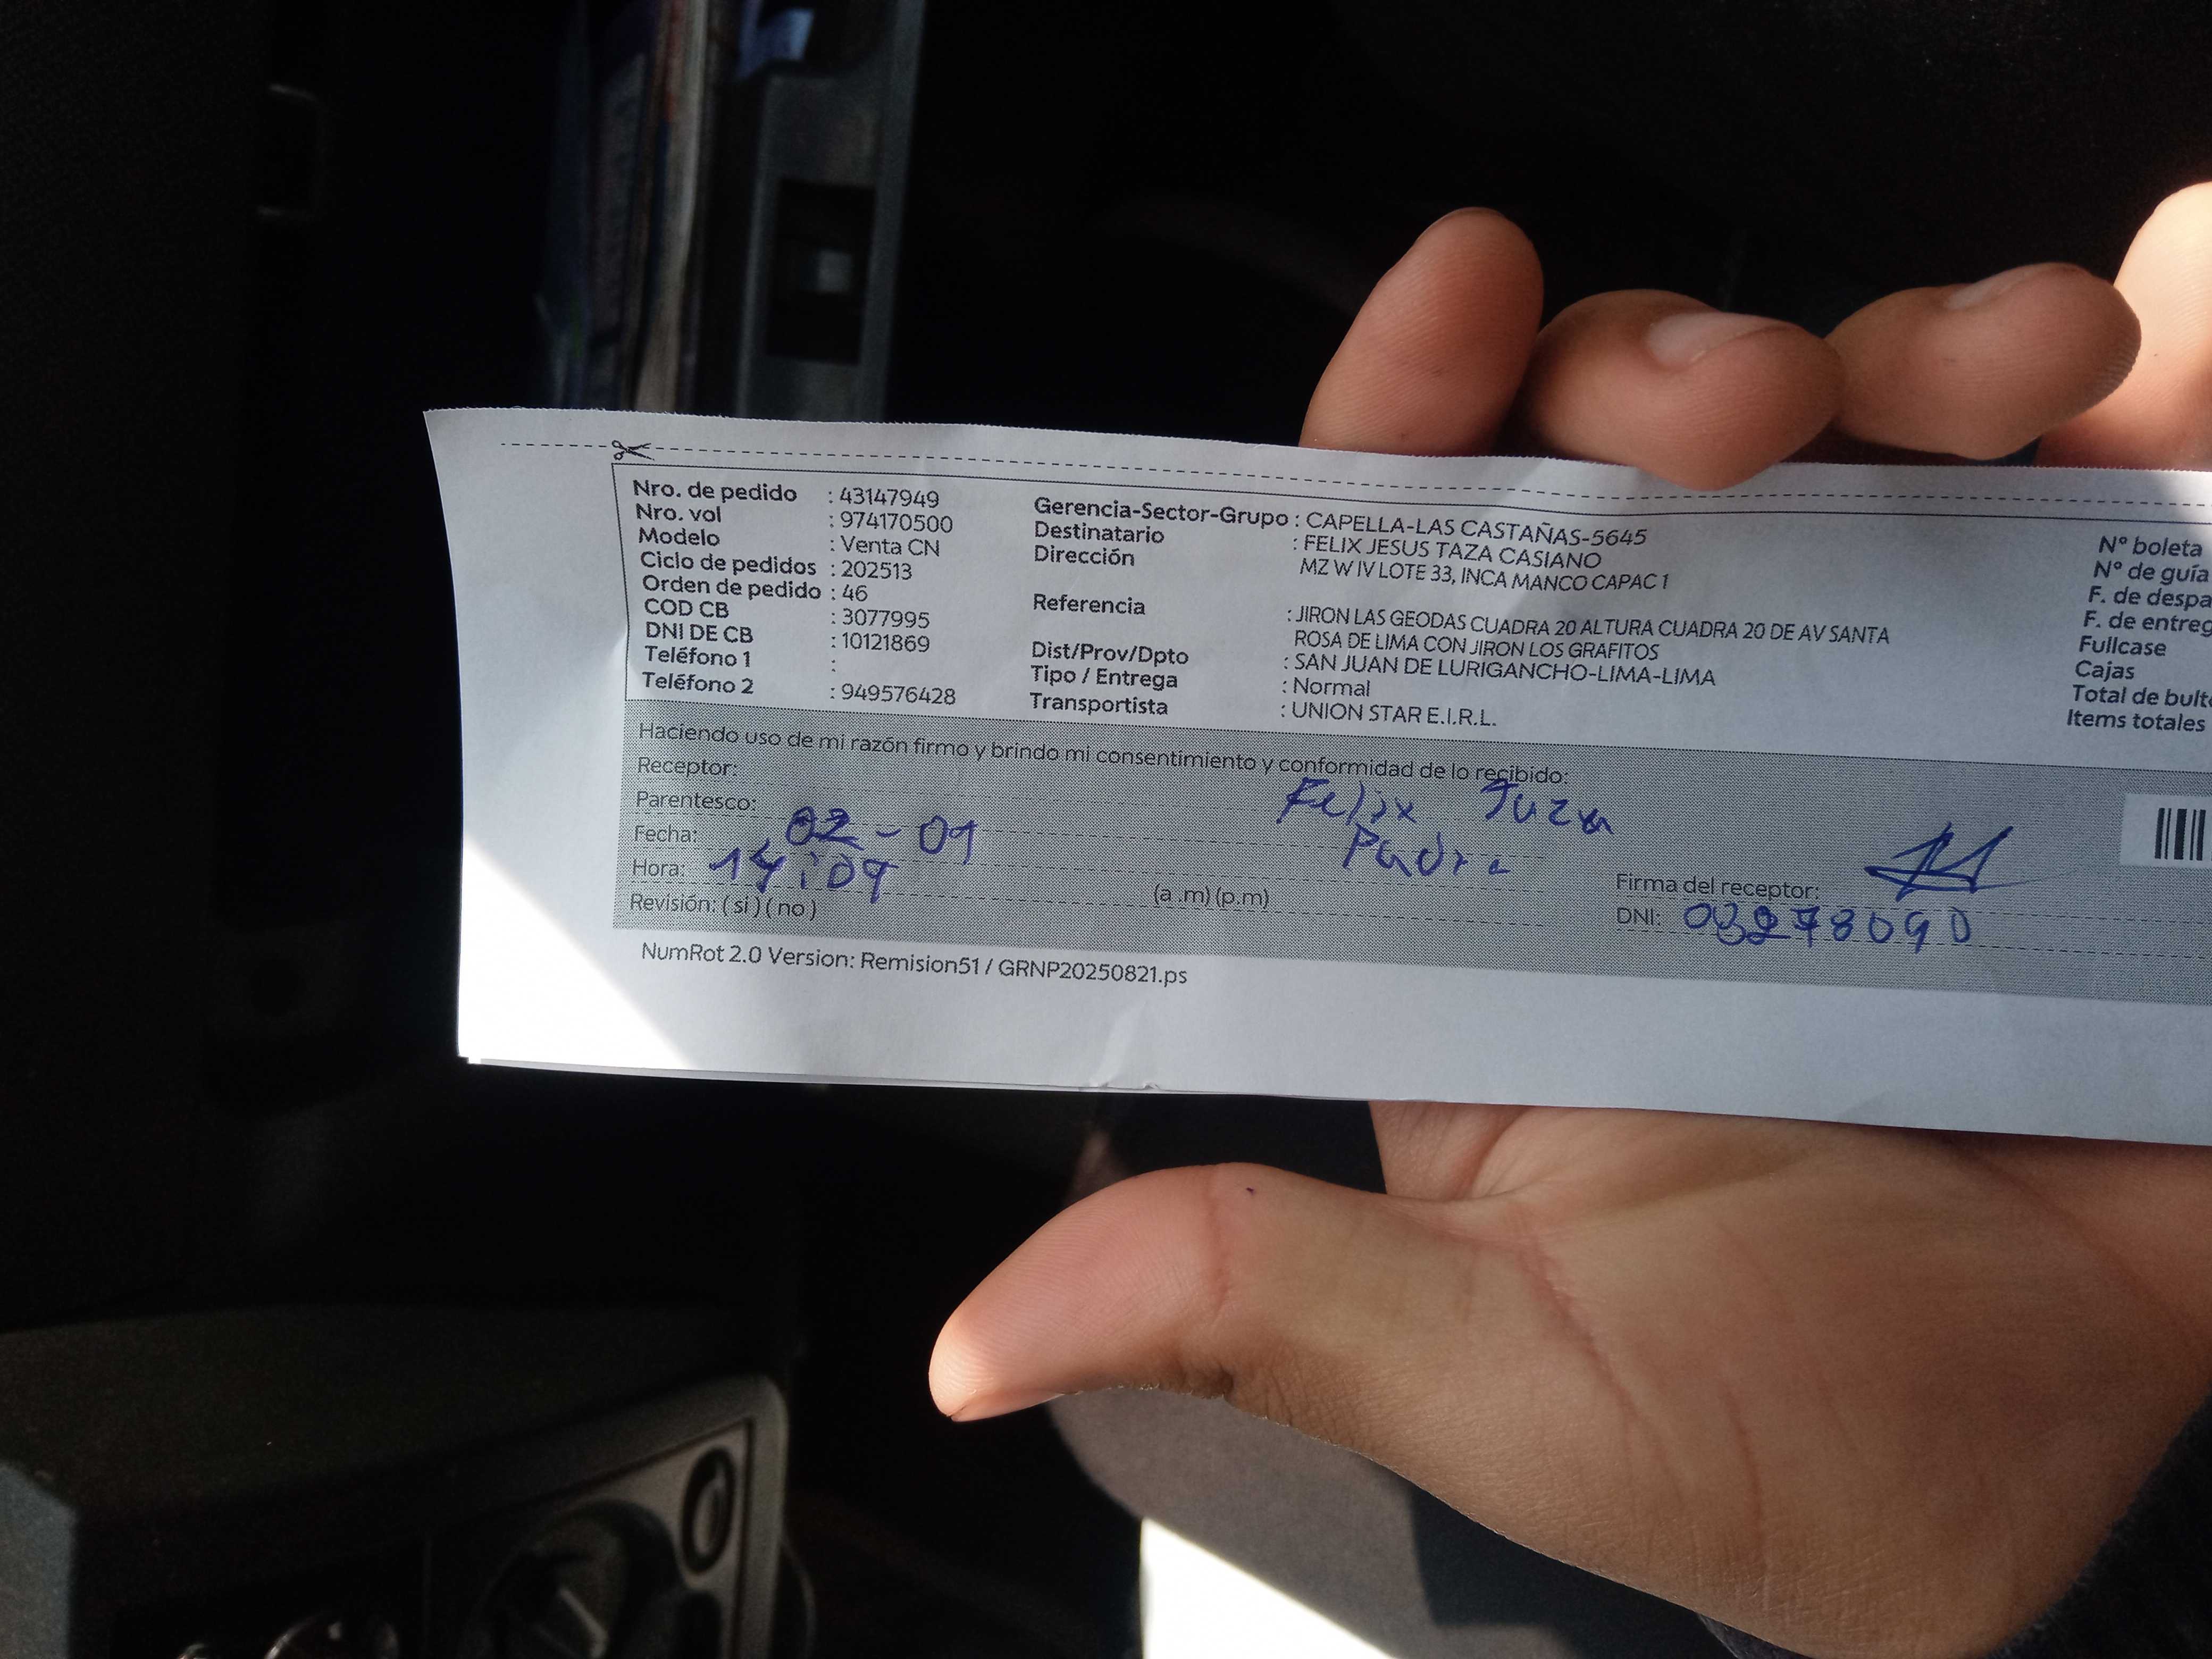 Nro. de pedido : 43147949
Nro. vol : 974170500
Modelo : Venta CN
Ciclo de pedidos : 202513
Orden de pedido : 46
COD CB : 3077995
DNI DE CB : 10121869
Teléfono 1 :
Teléfono 2 : 949576428
Gerencia-Sector-Grupo : CAPELLA-LAS CASTAÑAS-5645
Destinatario : FELIX JESUS TAZA CASIANO
Dirección MZ W IV LOTE 33, INCA MANCO CAPAC 1
Referencia : JIRON LAS GEODAS CUADRA 20 ALTURA CUADRA 20 DE AV SANTA
ROSA DE LIMA CON JIRON LOS GRAFITOS
Dist/Prov/Dpto : SAN JUAN DE LURIGANCHO-LIMA-LIMA
Tipo / Entrega : Normal
Transportista : UNION STAR E.I.R.L.
N° boleta
N° de guía
F. de despa
F. de entreg
Fullcase
Cajas
Total de bulto
Items totales
Haciendo uso de mi razón firmo y brindo mi consentimiento y conformidad de lo recibido:
Receptor: Felix Tuza
Parentesco: Padre
Fecha: 02-09
Hora: 14:09 (a .m) (p.m)
Revisión: ( si ) ( no )
Firma del receptor:
DNI:
NumRot 2.0 Version: Remision51 / GRNP20250821.ps